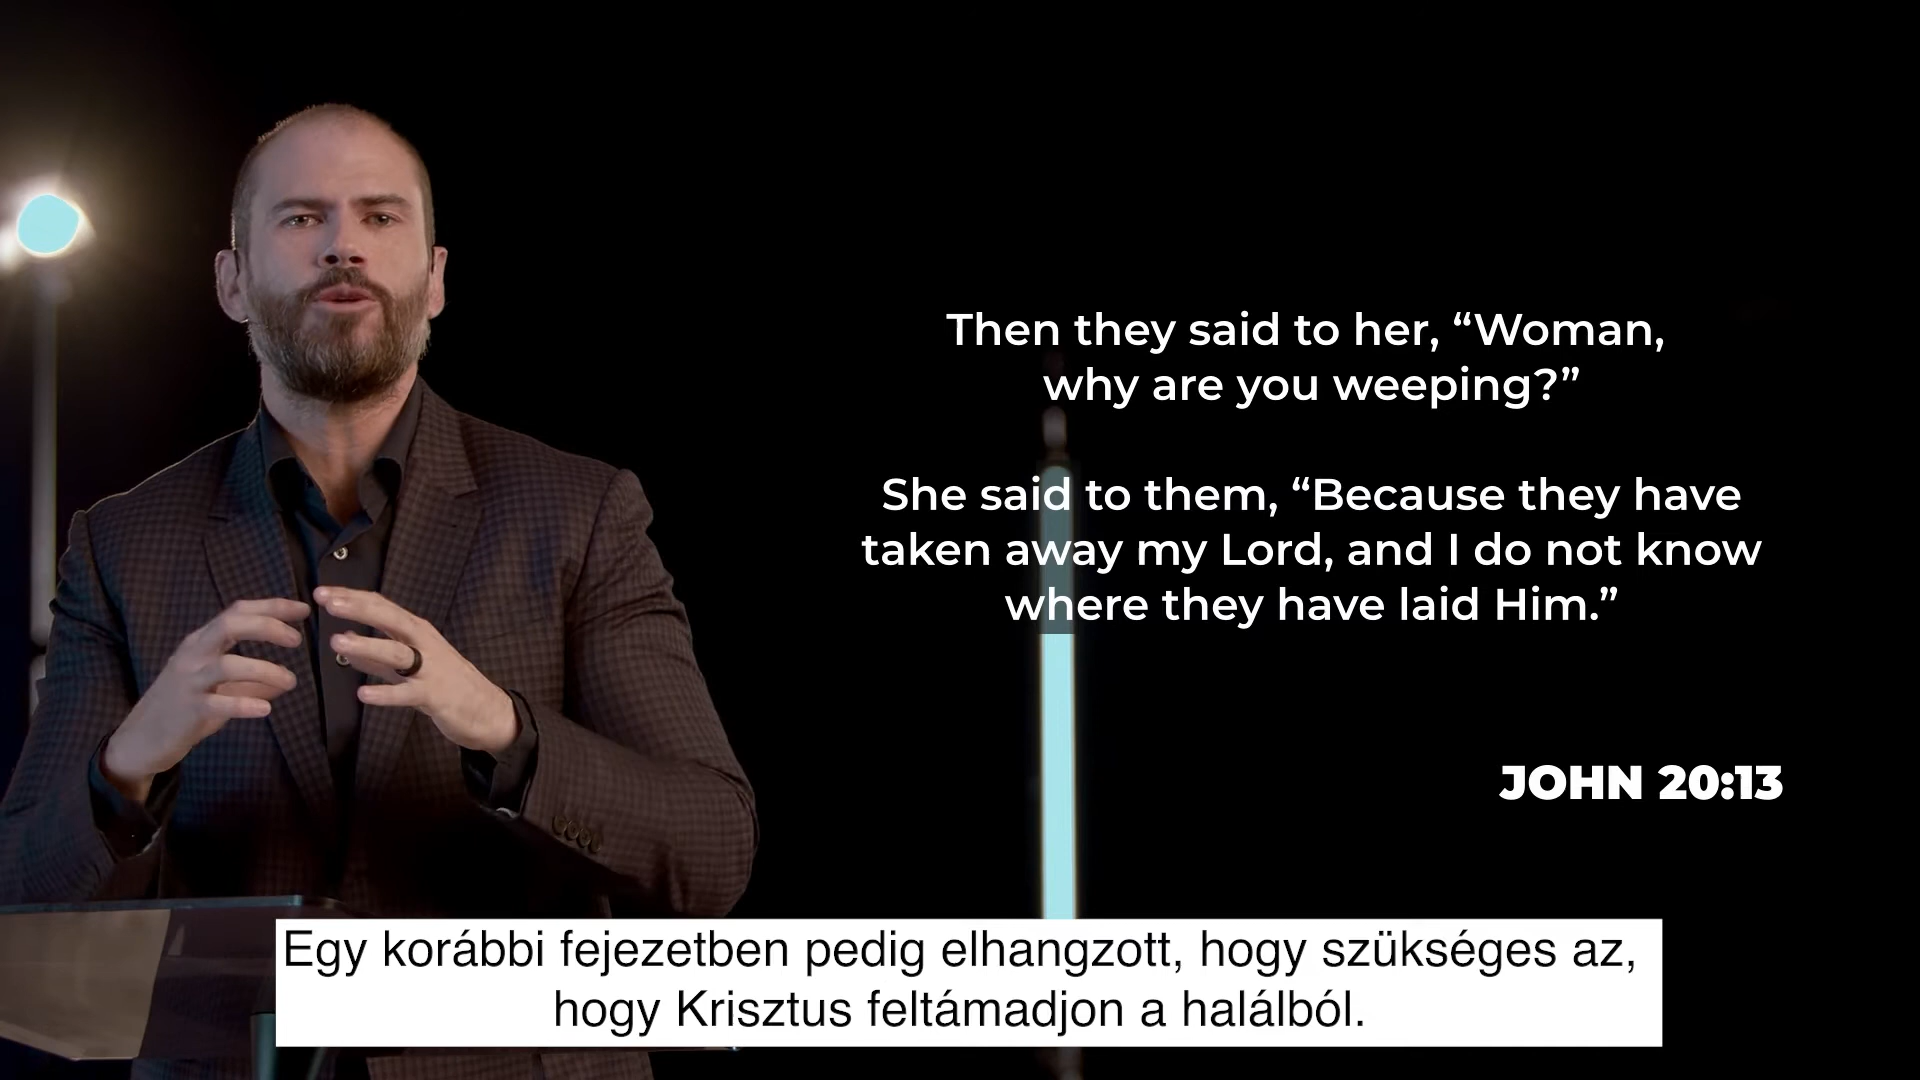 Then they said to her, “Woman,
why are you weeping?”
She said to them, “Because they have
taken away my Lord, and I do not know
where they have laid Him.”
JOHN 20:13
Egy korábbi fejezetben pedig elhangzott, hogy szükséges az,
hogy Krisztus feltámadjon a halálból.